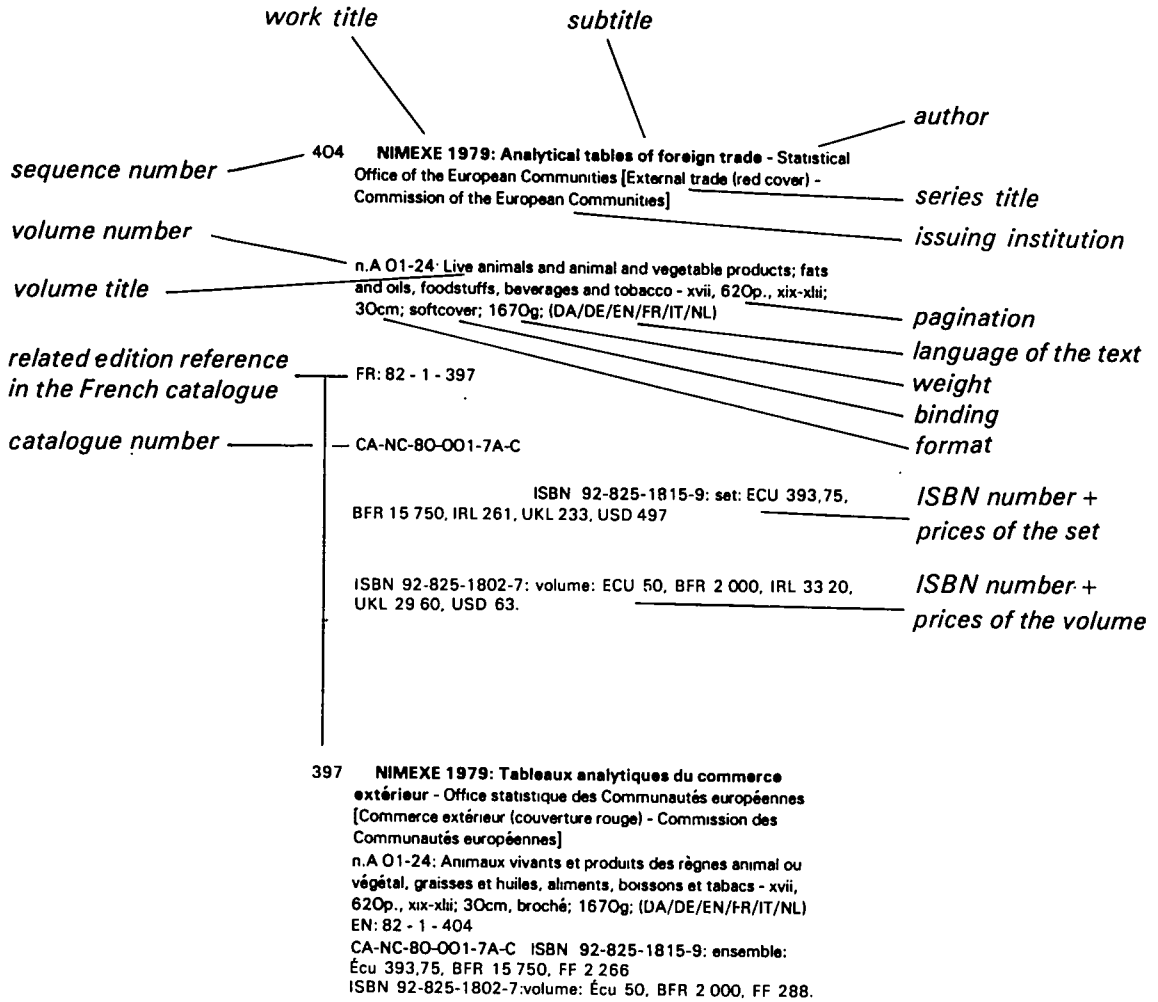 work title
subtitle
author
sequence number
404 NIMEXE 1979: Analytical tables of foreign trade - Statistical
Office of the European Communities [External trade (red cover) -
Commission of the European Communities]
series title
issuing institution
volume number
n.A 01-24: Live animals and animal and vegetable products; fats
and oils, foodstuffs, beverages and tobacco - xvii, 620p., xix-xliii;
30cm; softcover; 1670g; (DA/DE/EN/FR/IT/NL)
volume title
pagination
language of the text
weight
binding
format
related edition reference
in the French catalogue
FR: 82 - 1 - 397
catalogue number
CA-NC-80-001-7A-C
ISBN 92-825-1815-9: set: ECU 393,75,
BFR 15 750, IRL 261, UKL 233, USD 497
ISBN number +
prices of the set
ISBN 92-825-1802-7: volume: ECU 50, BFR 2 000, IRL 33 20,
UKL 29 60, USD 63.
ISBN number +
prices of the volume
397 NIMEXE 1979: Tableaux analytiques du commerce
extérieur - Office statistique des Communautés européennes
[Commerce extérieur (couverture rouge) - Commission des
Communautés européennes]
n.A 01-24: Animaux vivants et produits des règnes animal ou
végétal, graisses et huiles, aliments, boissons et tabacs - xvii,
620p., xix-xliii; 30cm, broché; 1670g; (DA/DE/EN/FR/IT/NL)
EN: 82 - 1 - 404
CA-NC-80-001-7A-C ISBN 92-825-1815-9: ensemble:
Écu 393,75, BFR 15 750, FF 2 266
ISBN 92-825-1802-7:volume: Écu 50, BFR 2 000, FF 288.